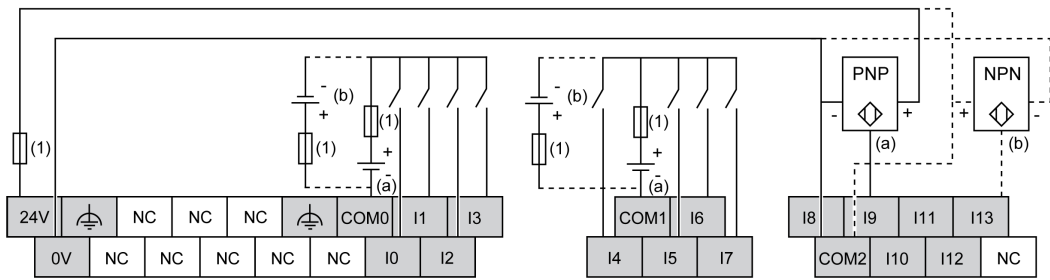 PNP NPN
- (b) + (1) (1) + - (a)
- (b) + (1) (1) + - (a)
- + + -
(1) (a) (b)
24V NC NC NC COM0 I1 I3 COM1 I6 I8 I9 I11 I13
0V NC NC NC NC NC I0 I2 I4 I5 I7 COM2 I10 I12 NC